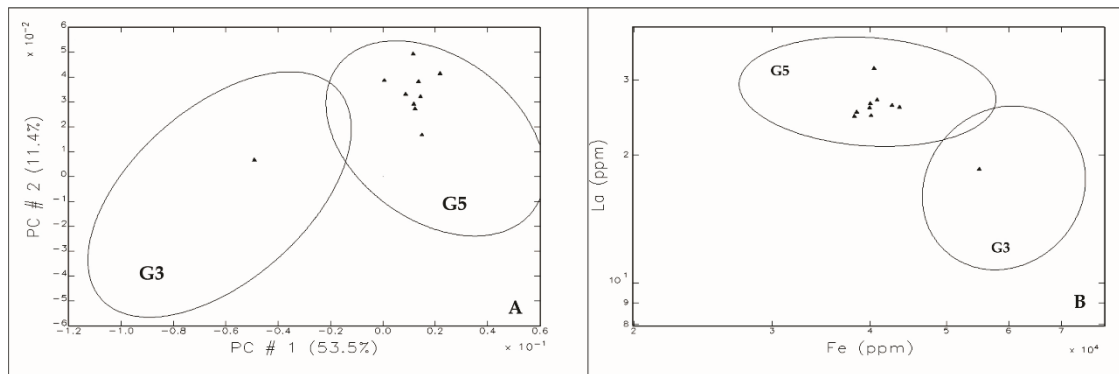 × 10⁻²
6
5
4
3
2
1
0
-1
-2
-3
-4
-5
-6
PC # 2 (11.4%)
G3
G5
A
-1.2 -1.0 -0.8 -0.6 -0.4 -0.2 0.0 0.2 0.4 0.6
PC # 1 (53.5%)
× 10⁻¹
3
2
10¹
9
8
La (ppm)
G5
G3
B
2 3 4 5 6 7
Fe (ppm)
× 10⁴